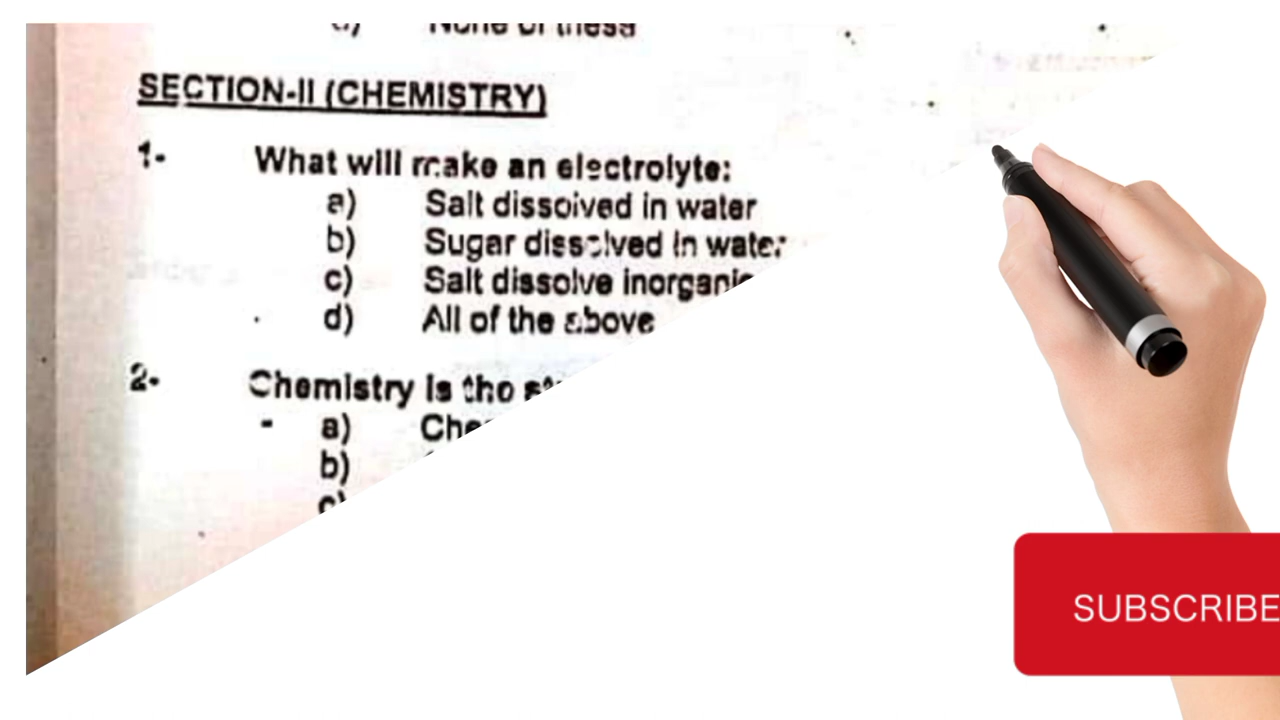 None of these
SECTION-II (CHEMISTRY)
1-
What will make an electrolyte:
a) Salt dissolved in water
b) Sugar dissolved in water
c) Salt dissolve inorganic
d) All of the above
2-
Chemistry is the
a)
b)
c)
SUBSCRIBE